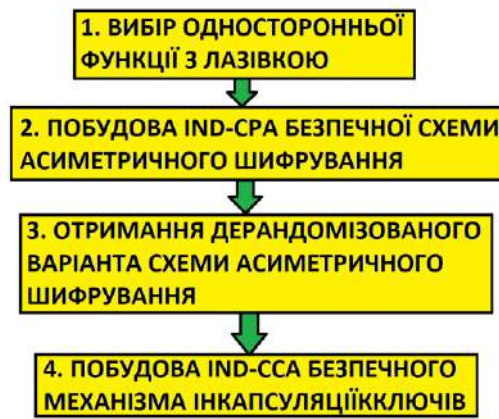 1. ВИБІР ОДНОСТОРОННЬОЇ
ФУНКЦІЇ З ЛАЗІВКОЮ
2. ПОБУДОВА IND-CPA БЕЗПЕЧНОЇ СХЕМИ
АСИМЕТРИЧНОГО ШИФРУВАННЯ
3. ОТРИМАННЯ ДЕРАНДОМІЗОВАНОГО
ВАРІАНТА СХЕМИ АСИМЕТРИЧНОГО
ШИФРУВАННЯ
4. ПОБУДОВА IND-CCA БЕЗПЕЧНОГО
МЕХАНІЗМА ІНКАПСУЛЯЦІЇККЛЮЧІВ